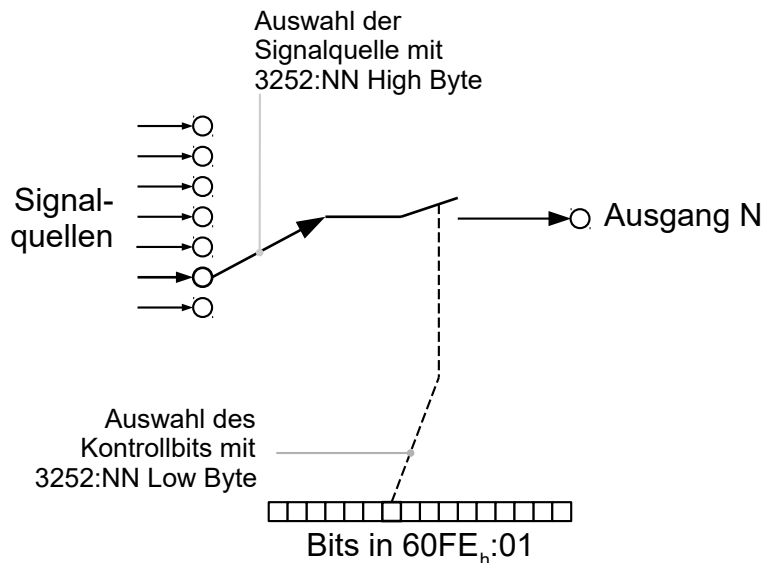 Auswahl der
Signalquelle mit
3252:NN High Byte
Signal-
quellen
Ausgang N
Auswahl des
Kontrollbits mit
3252:NN Low Byte
Bits in 60FEh:01